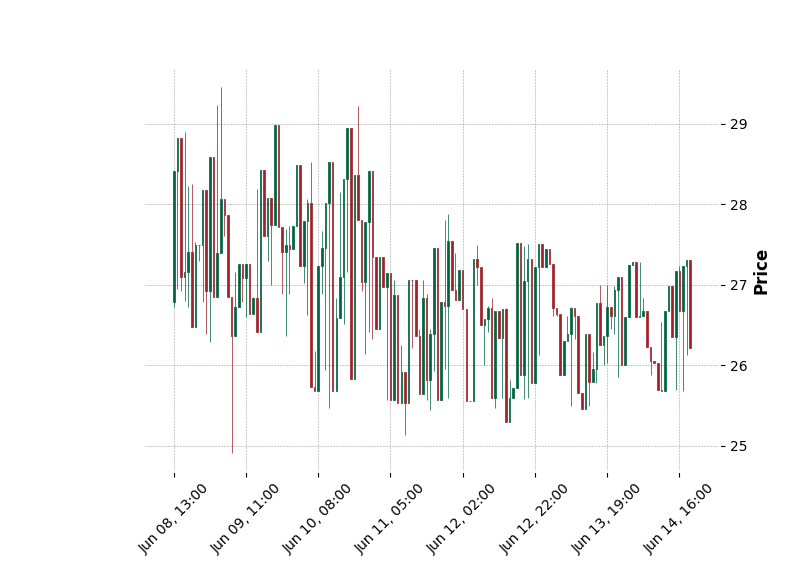 29
28
27
26
25
Price
Jun 08, 13:00
Jun 09, 11:00
Jun 10, 08:00
Jun 11, 05:00
Jun 12, 02:00
Jun 12, 22:00
Jun 13, 19:00
Jun 14, 16:00